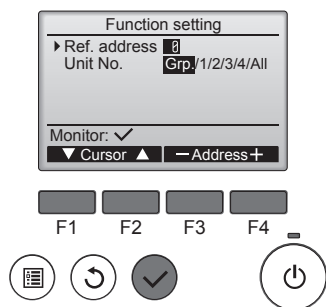 Function setting
Ref. address 0
Unit No. Grp./1/2/3/4/All
Monitor: ✓
▼ Cursor ▲ − Address +
F1 F2 F3 F4